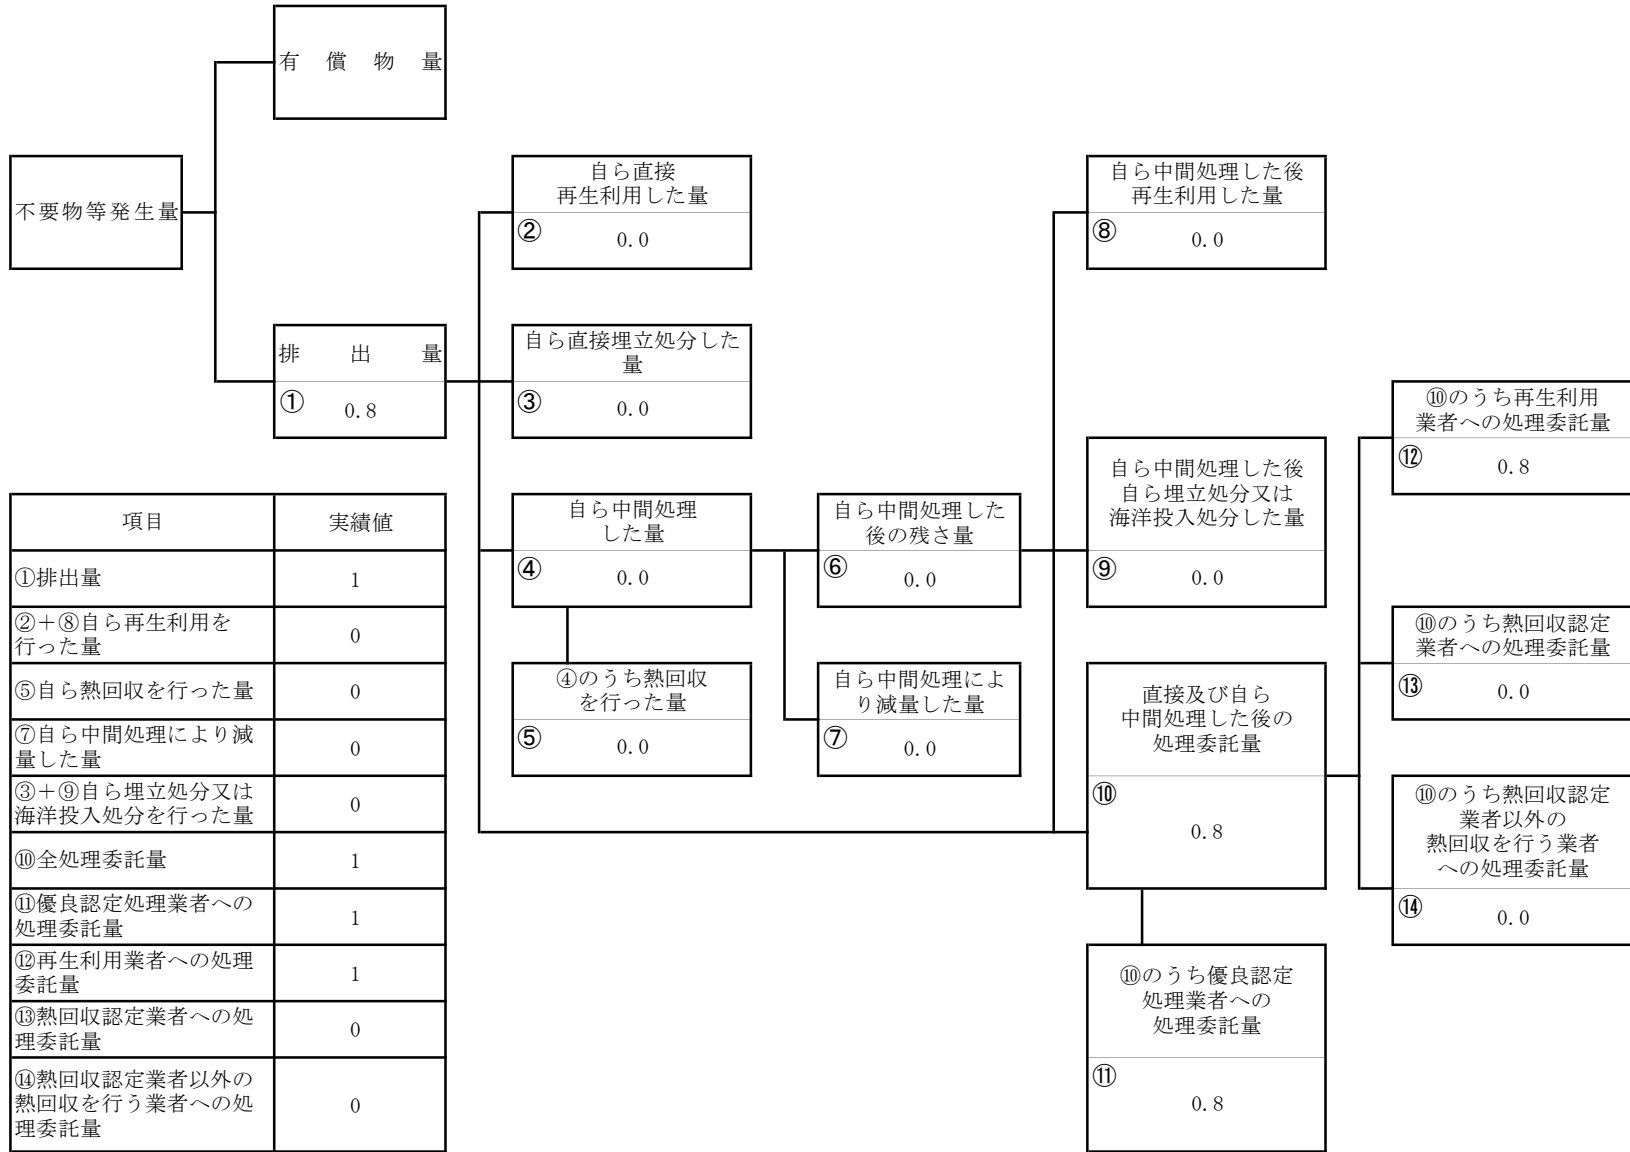 有償物量
不要物等発生量
排出量
①
0.8
自ら直接
再生利用した量
②
0.0
自ら直接埋立処分した
量
③
0.0
自ら中間処理
した量
④
0.0
④のうち熱回収
を行った量
⑤
0.0
自ら中間処理した
後の残さ量
⑥
0.0
自ら中間処理によ
り減量した量
⑦
0.0
自ら中間処理した後
再生利用した量
⑧
0.0
自ら中間処理した後
自ら埋立処分又は
海洋投入処分した量
⑨
0.0
直接及び自ら
中間処理した後の
処理委託量
⑩
0.8
⑩のうち優良認定
処理業者への
処理委託量
⑪
0.8
⑩のうち再生利用
業者への処理委託量
⑫
0.8
⑩のうち熱回収認定
業者への処理委託量
⑬
0.0
⑩のうち熱回収認定
業者以外の
熱回収を行う業者
への処理委託量
⑭
0.0
項目 実績値
①排出量 1
②+⑧自ら再生利用を
行った量 0
⑤自ら熱回収を行った量 0
⑦自ら中間処理により減
量した量 0
③+⑨自ら埋立処分又は
海洋投入処分を行った量 0
⑩全処理委託量 1
⑪優良認定処理業者への
処理委託量 1
⑫再生利用業者への処理
委託量 1
⑬熱回収認定業者への処
理委託量 0
⑭熱回収認定業者以外の
熱回収を行う業者への処 0
理委託量